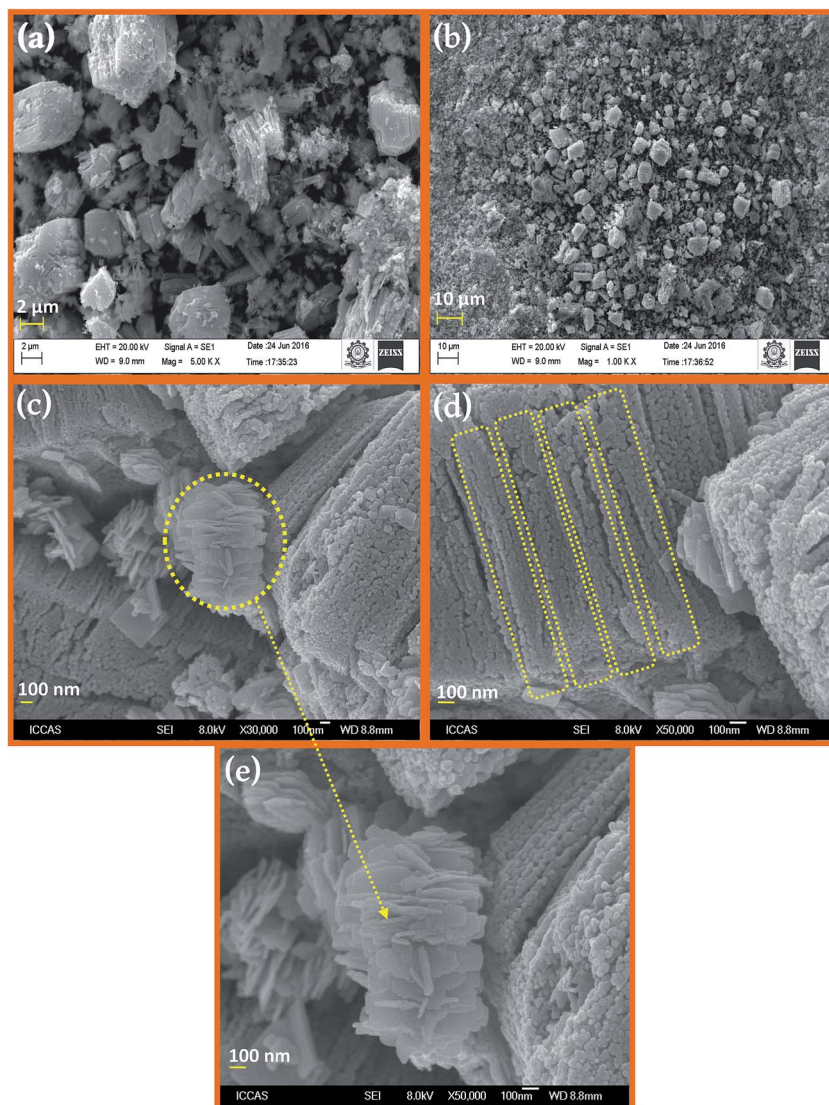 (a)
2 μm
2 μm
EHT = 20.00 kV
Signal A = SE1
Date :24 Jun 2016
WD = 9.0 mm
Mag = 5.00 K X
Time :17:35:23
ZEISS
(b)
10 μm
10 μm
EHT = 20.00 kV
Signal A = SE1
Date :24 Jun 2016
WD = 9.0 mm
Mag = 1.00 K X
Time :17:36:52
ZEISS
(c)
100 nm
ICCAS SEI 8.0kV X30,000 100nm WD 8.8mm
(d)
100 nm
ICCAS SEI 8.0kV X50,000 100nm WD 8.8mm
(e)
100 nm
ICCAS SEI 8.0kV X50,000 100nm WD 8.8mm